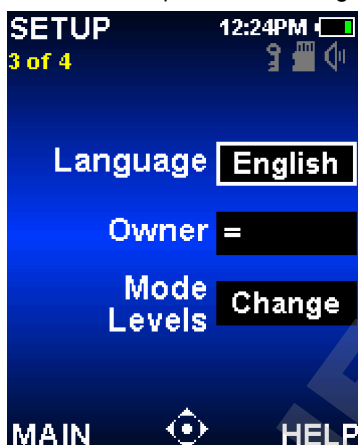 SETUP 12:24PM
3 of 4
Language English
Owner =
Mode
Levels Change
MAIN HELP